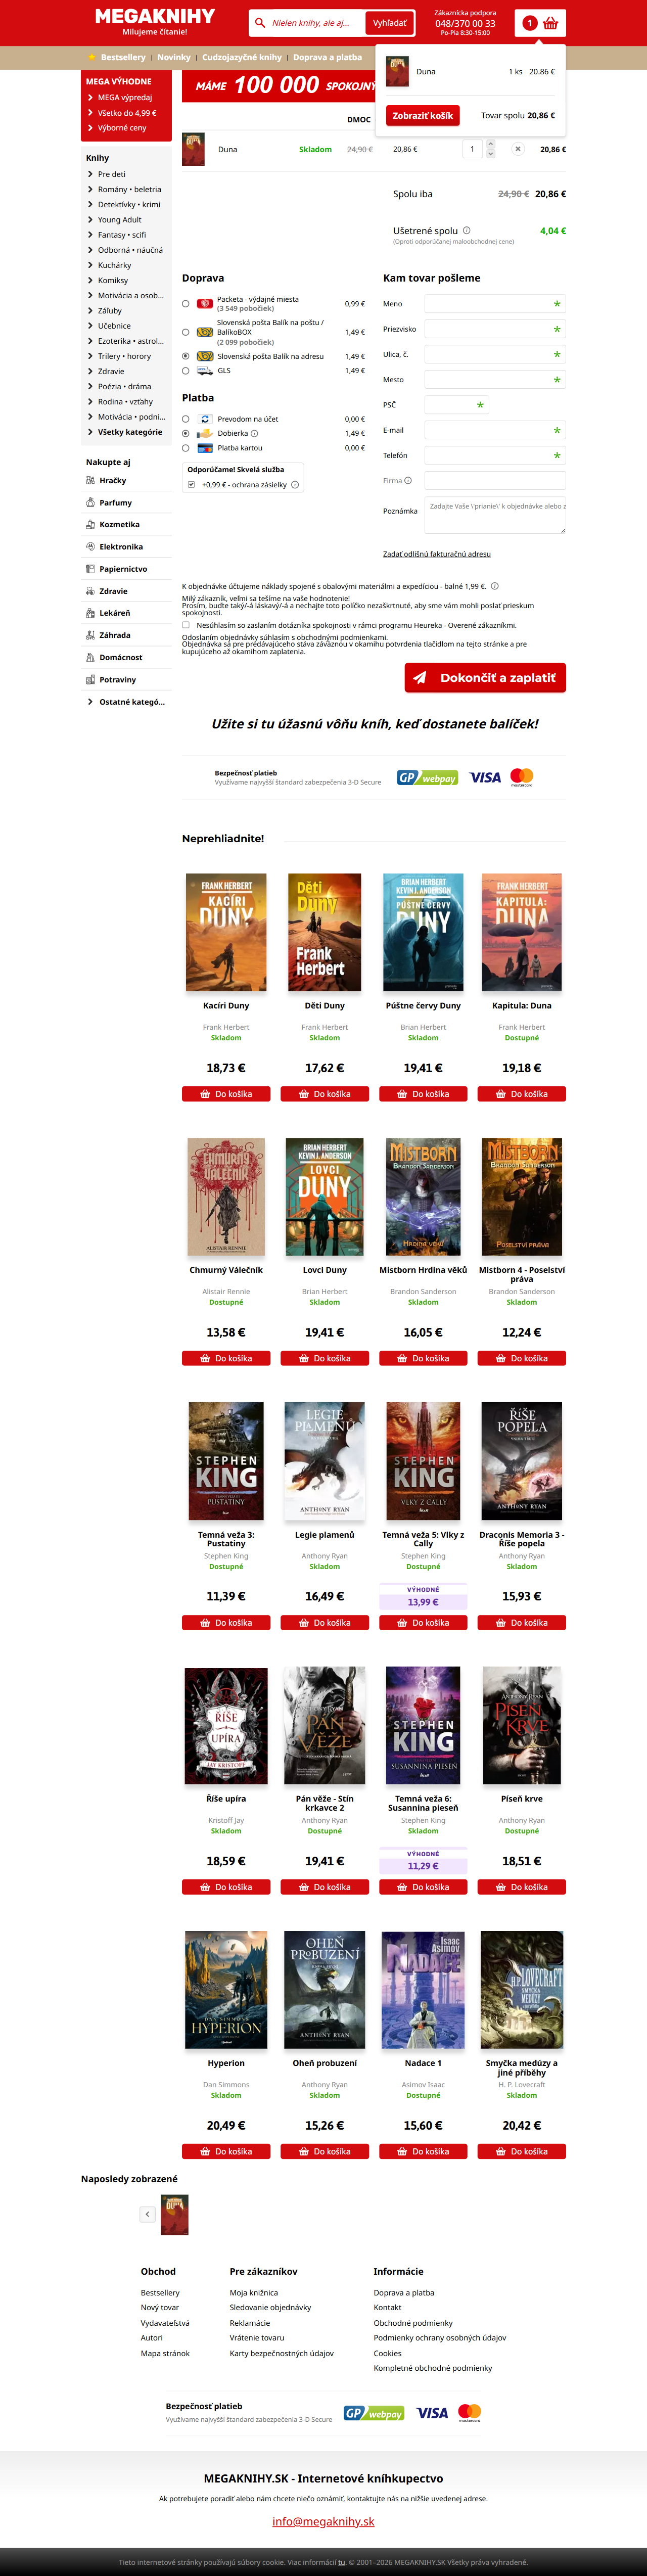 MEGAKNIHY
Milujeme čítanie!
Nielen knihy, ale aj...
Vyhľadať
Zákaznícka podpora
048/370 00 33
Po-Pia 8:30-15:00
1
Bestsellery
Novinky
Cudzojazyčné knihy
Doprava a platba
Duna
1 ks 20.86 €
Zobraziť košík
Tovar spolu 20,86 €
MEGA VÝHODNE
MEGA výpredaj
Všetko do 4,99 €
Výborné ceny
Knihy
Pre deti
Romány • beletria
Detektívky • krimi
Young Adult
Fantasy • scifi
Odborná • náučná
Kuchárky
Komiksy
Motivácia a osob...
Záľuby
Učebnice
Ezoterika • astrol...
Trilery • horory
Zdravie
Poézia • dráma
Rodina • vzťahy
Motivácia • podni...
Všetky kategórie
Nakupte aj
Hračky
Parfumy
Kozmetika
Elektronika
Papiernictvo
Zdravie
Lekáreň
Záhrada
Domácnost
Potraviny
Ostatné kategó...
MÁME 100 000 SPOKOJNÝ
DMOC
Duna
Skladom
24,90 €
20,86 €
1
20,86 €
Spolu iba
24,90 € 20,86 €
Ušetrené spolu
4,04 €
(Oproti odporúčanej maloobchodnej cene)
Doprava
Packeta - výdajné miesta
(3 549 pobočiek)
0,99 €
Slovenská pošta Balík na poštu /
BalíkoBOX
(2 099 pobočiek)
1,49 €
Slovenská pošta Balík na adresu
1,49 €
GLS
1,49 €
Platba
Prevodom na účet
0,00 €
Dobierka
1,49 €
Platba kartou
0,00 €
Odporúčame! Skvelá služba
+0,99 € - ochrana zásielky
Kam tovar pošleme
Meno
Priezvisko
Ulica, č.
Mesto
PSČ
E-mail
Telefón
Firma
Poznámka
Zadajte Vaše \'prianie\' k objednávke alebo z
Zadať odlišnú fakturačnú adresu
K objednávke účtujeme náklady spojené s obalovými materiálmi a expedíciou - balné 1,99 €.
Milý zákazník, veľmi sa tešíme na vaše hodnotenie!
Prosím, buďte taký/-á láskavý/-á a nechajte toto políčko nezaškrtnuté, aby sme vám mohli poslať prieskum
spokojnosti.
Nesúhlasím so zaslaním dotázníka spokojnosti v rámci programu Heureka - Overené zákazníkmi.
Odoslaním objednávky súhlasím s obchodnými podmienkami.
Objednávka sa pre predávajúceho stáva záväznou v okamihu potvrdenia tlačidlom na tejto stránke a pre
kupujúceho až okamihom zaplatenia.
Dokončiť a zaplatiť
Užite si tu úžasnú vôňu kníh, keď dostanete balíček!
Bezpečnosť platieb
Využívame najvyšší štandard zabezpečenia 3-D Secure
GP webpay
VISA
mastercard
Neprehliadnite!
FRANK HERBERT
KACÍŘI
DUNY
Děti
Duny
Frank
Herbert
BRIAN HERBERT
KEVIN J. ANDERSON
PÚŠTNE ČERVY
DUNY
FRANK HERBERT
KAPITULA:
DUNA
Kacíri Duny
Děti Duny
Púštne červy Duny
Kapitula: Duna
Frank Herbert
Frank Herbert
Brian Herbert
Frank Herbert
Skladom
Skladom
Skladom
Dostupné
18,73 €
17,62 €
19,41 €
19,18 €
Do košíka
Do košíka
Do košíka
Do košíka
CHMURNÝ
VÁLEČNÍK
ALISTAIR RENNIE
BRIAN HERBERT
KEVIN J. ANDERSON
LOVCI
DUNY
MISTBORN
BRANDON SANDERSON
HRDINA VĚKŮ
MISTBORN
BRANDON SANDERSON
POSELSTVÍ PRÁVA
Chmurný Válečník
Lovci Duny
Mistborn Hrdina věků
Mistborn 4 - Poselství
práva
Alistair Rennie
Brian Herbert
Brandon Sanderson
Brandon Sanderson
Dostupné
Skladom
Skladom
Skladom
13,58 €
19,41 €
16,05 €
12,24 €
Do košíka
Do košíka
Do košíka
Do košíka
STEPHEN
KING
PUSTATINY
LEGIE
PLAMENŮ
ANTHONY RYAN
STEPHEN
KING
VLKY Z CALLY
ŘÍŠE
POPELA
ANTHONY RYAN
Temná veža 3:
Pustatiny
Legie plamenů
Temná veža 5: Vlky z
Cally
Draconis Memoria 3 -
Říše popela
Stephen King
Anthony Ryan
Stephen King
Anthony Ryan
Dostupné
Skladom
Dostupné
Skladom
11,39 €
16,49 €
VÝHODNÉ
13,99 €
15,93 €
Do košíka
Do košíka
Do košíka
Do košíka
ŘÍŠE
UPÍRA
JAY KRISTOFF
PÁN
VĚŽE
STEPHEN
KING
SUSANNINA PIESEŇ
ANTHONY RYAN
PÍSEŇ
KRVE
Říše upíra
Pán věže - Stín
krkavce 2
Temná veža 6:
Susannina pieseň
Píseň krve
Kristoff Jay
Anthony Ryan
Stephen King
Anthony Ryan
Skladom
Dostupné
Skladom
Dostupné
18,59 €
19,41 €
VÝHODNÉ
11,29 €
18,51 €
Do košíka
Do košíka
Do košíka
Do košíka
DAN SIMMONS
HYPERION
OHEŇ
PROBUZENÍ
ANTHONY RYAN
Isaac
Asimov
NADACE
H. P. LOVECRAFT
SMYČKA
MEDÚZY
Hyperion
Oheň probuzení
Nadace 1
Smyčka medúzy a
jiné příběhy
Dan Simmons
Anthony Ryan
Asimov Isaac
H. P. Lovecraft
Skladom
Skladom
Dostupné
Skladom
20,49 €
15,26 €
15,60 €
20,42 €
Do košíka
Do košíka
Do košíka
Do košíka
Naposledy zobrazené
DUNA
Obchod
Bestsellery
Nový tovar
Vydavateľstvá
Autori
Mapa stránok
Pre zákazníkov
Moja knižnica
Sledovanie objednávky
Reklamácie
Vrátenie tovaru
Karty bezpečnostných údajov
Informácie
Doprava a platba
Kontakt
Obchodné podmienky
Podmienky ochrany osobných údajov
Cookies
Kompletné obchodné podmienky
Bezpečnosť platieb
Využívame najvyšší štandard zabezpečenia 3-D Secure
GP webpay
VISA
mastercard
MEGAKNIHY.SK - Internetové kníhkupectvo
Ak potrebujete poradiť alebo nám chcete niečo oznámiť, kontaktujte nás na nižšie uvedenej adrese.
info@megaknihy.sk
Tieto internetové stránky používajú súbory cookie. Viac informácií tu. © 2001–2026 MEGAKNIHY.SK Všetky práva vyhradené.